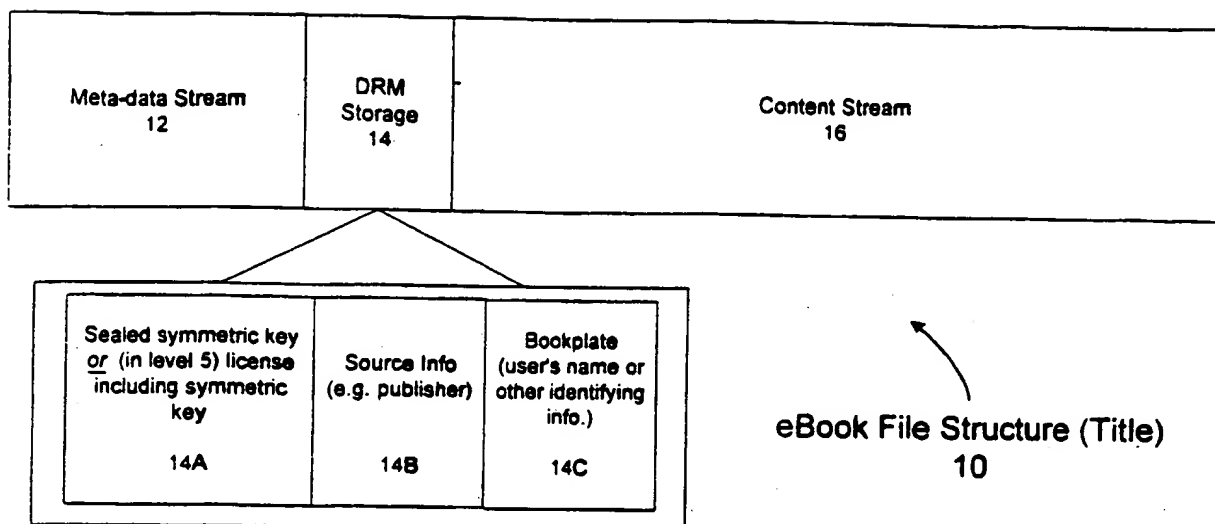 Meta-data Stream
12
DRM
Storage
14
Content Stream
16
Sealed symmetric key
or (in level 5) license
including symmetric
key
14A
Source Info
(e.g. publisher)
14B
Bookplate
(user's name or
other identifying
info.)
14C
eBook File Structure (Title)
10